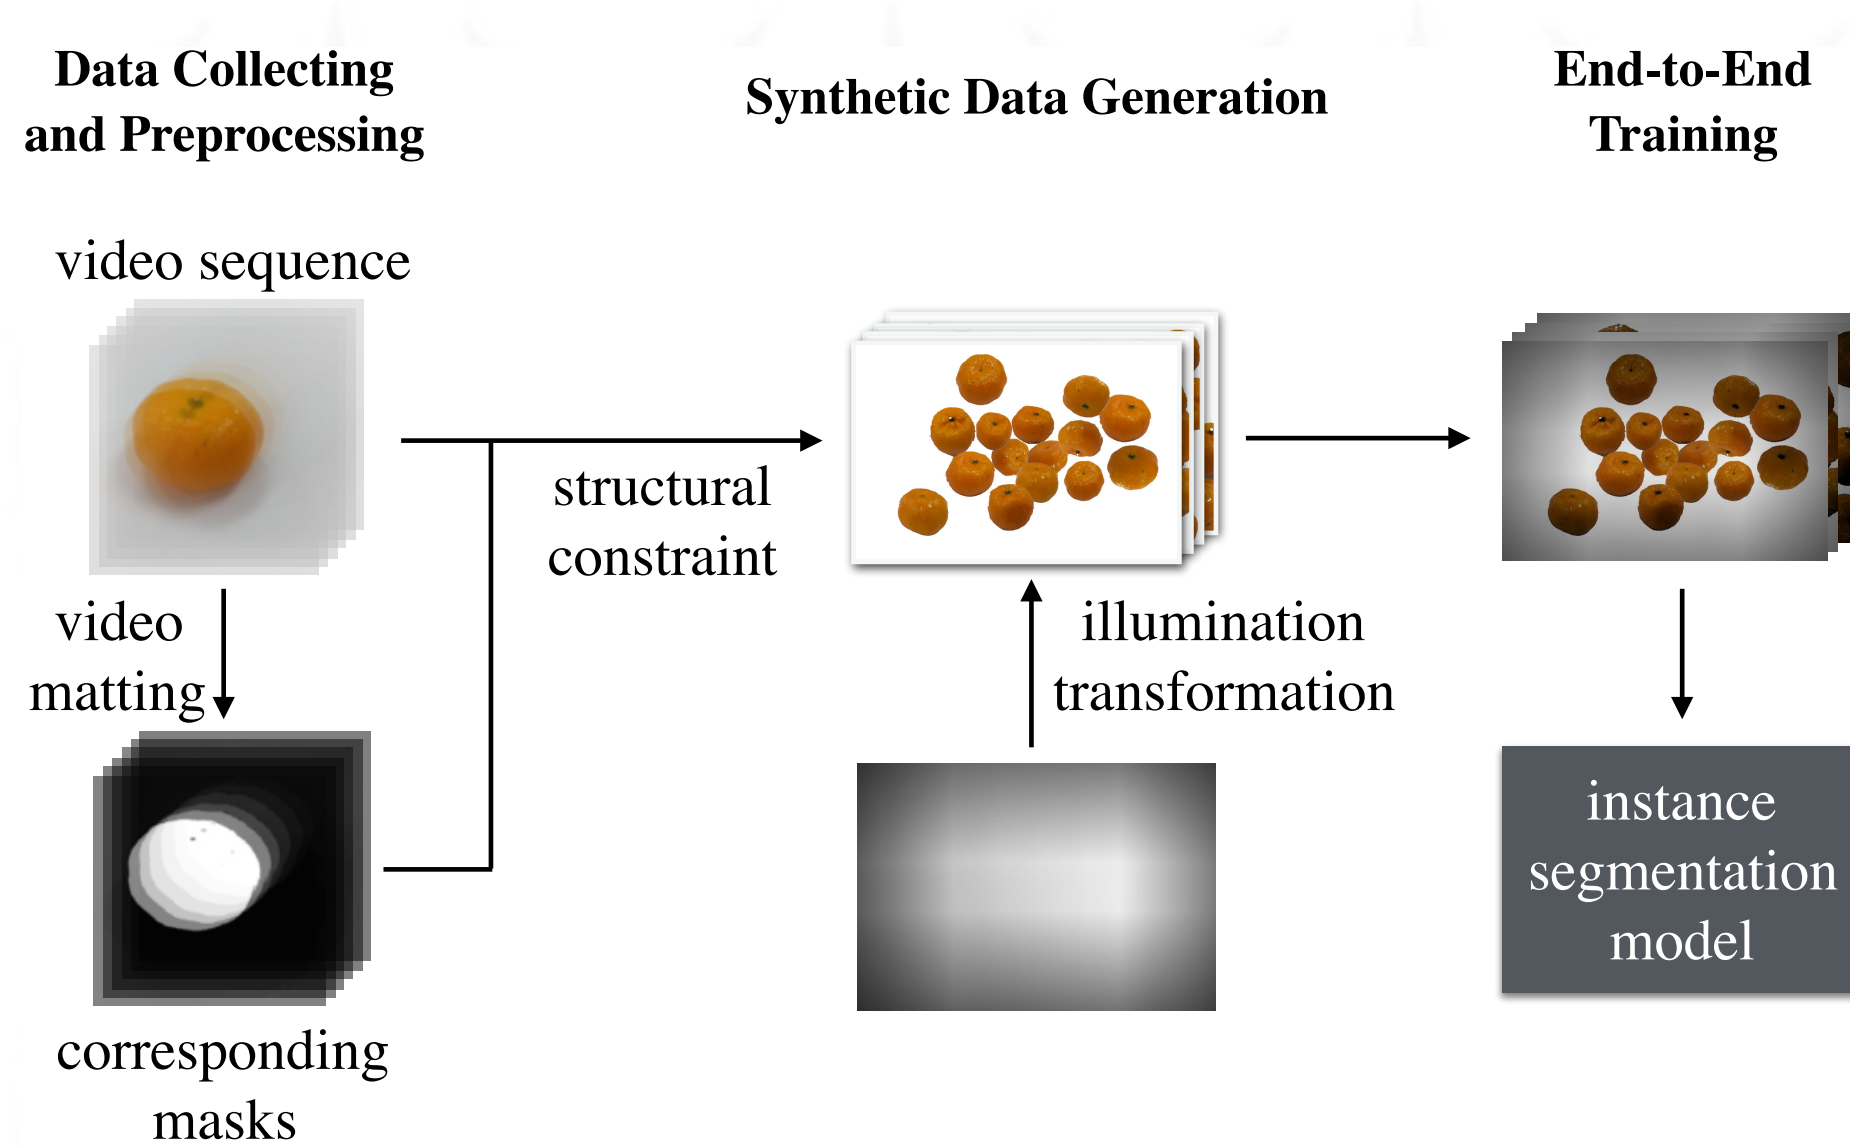 Data Collecting
and Preprocessing
Synthetic Data Generation
End-to-End
Training
video sequence
structural
constraint
video
matting
illumination
transformation
instance
segmentation
model
corresponding
masks